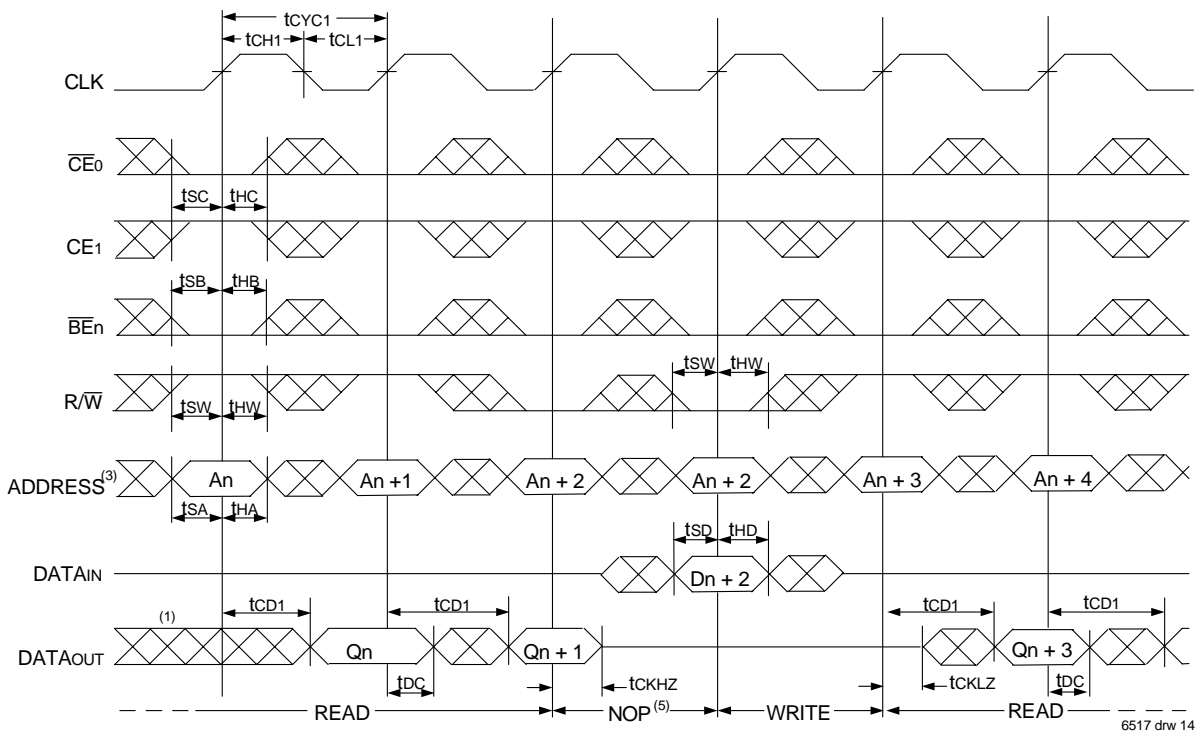 tCYC1
tCH1 tCL1
CLK
CE0
tSC tHC
CE1
tSB tHB
BEn
tSW tHW
R/W
tSW tHW
ADDRESS(3) An An +1 An + 2 An + 2 An + 3 An + 4
tSA tHA
tSD tHD
DATAIN Dn + 2
(1) tCD1 tCD1 tCD1 tCD1
DATAOUT Qn Qn + 1 Qn + 3
tDC tCKHZ tCKLZ tDC
READ NOP(5) WRITE READ
6517 drw 14